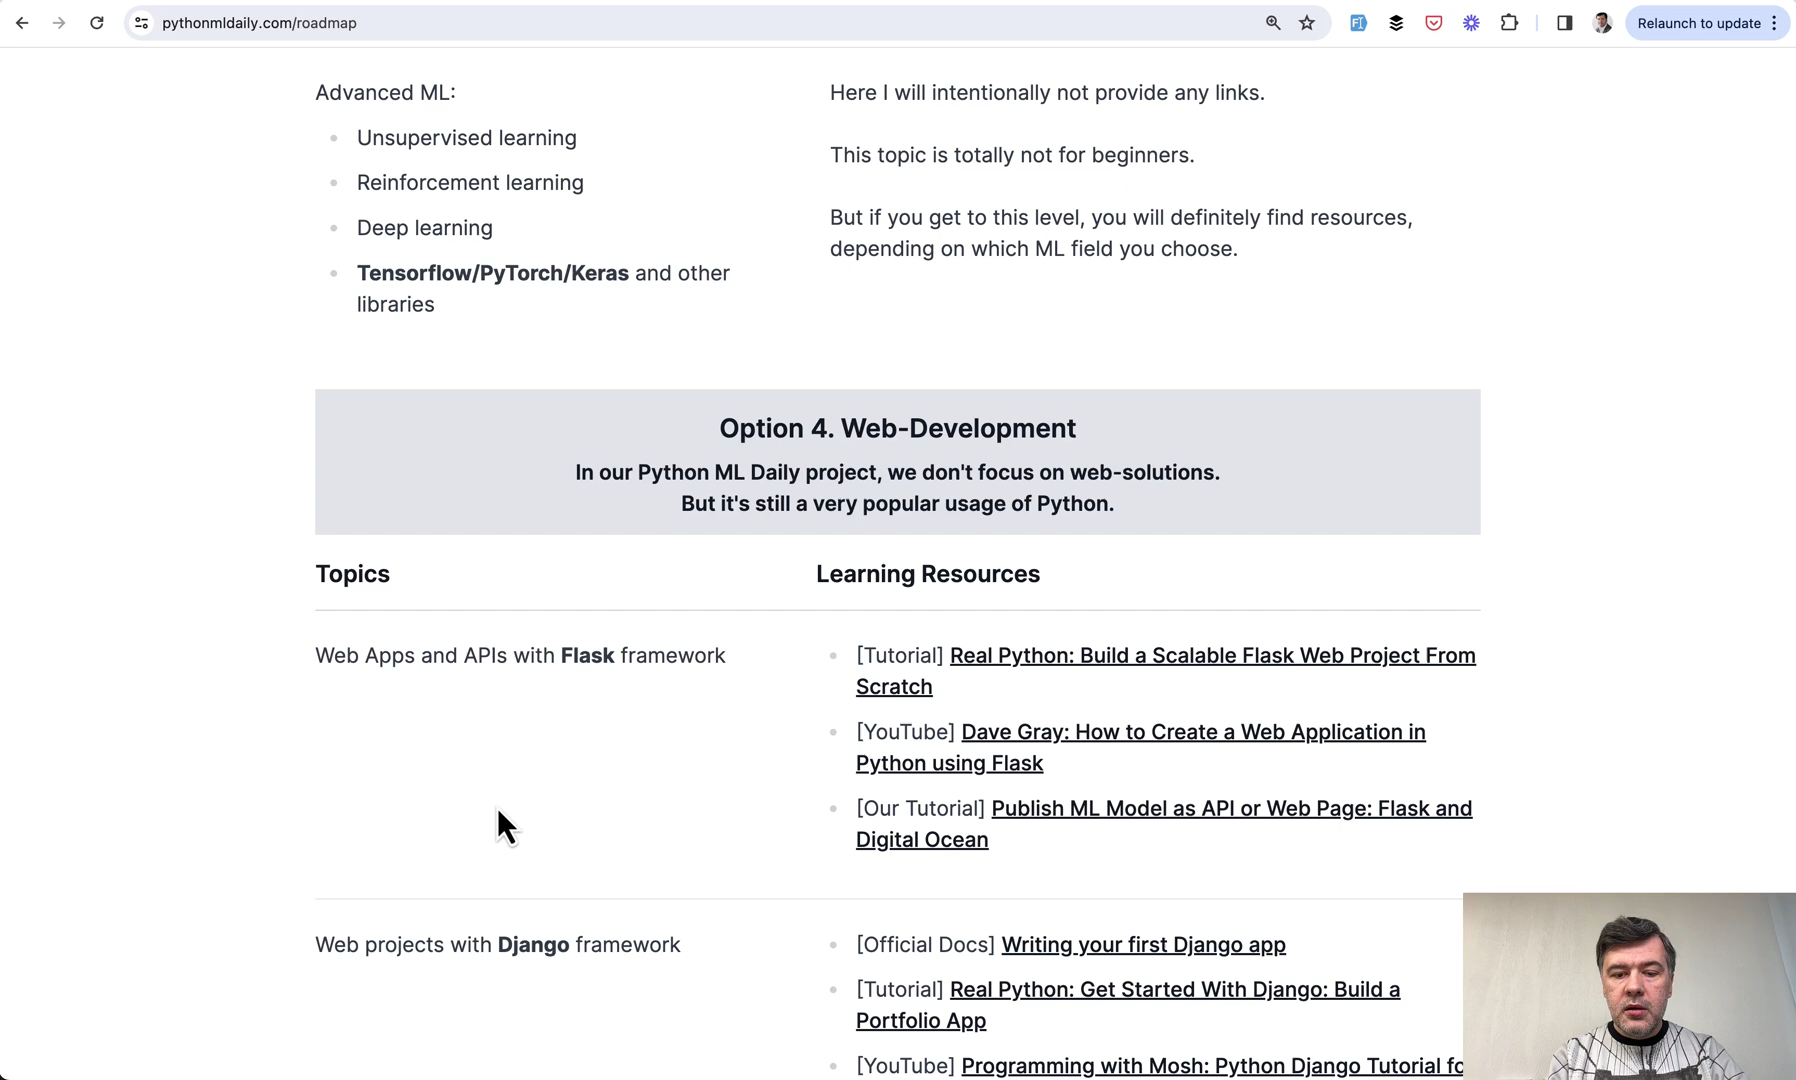 pythonmldaily.com/roadmap
Relaunch to update
Advanced ML:
Unsupervised learning
Reinforcement learning
Deep learning
Tensorflow/PyTorch/Keras and other
libraries
Here I will intentionally not provide any links.
This topic is totally not for beginners.
But if you get to this level, you will definitely find resources,
depending on which ML field you choose.
Option 4. Web-Development
In our Python ML Daily project, we don't focus on web-solutions.
But it's still a very popular usage of Python.
Topics
Learning Resources
Web Apps and APIs with Flask framework
[Tutorial] Real Python: Build a Scalable Flask Web Project From
Scratch
[YouTube] Dave Gray: How to Create a Web Application in
Python using Flask
[Our Tutorial] Publish ML Model as API or Web Page: Flask and
Digital Ocean
Web projects with Django framework
[Official Docs] Writing your first Django app
[Tutorial] Real Python: Get Started With Django: Build a
Portfolio App
[YouTube] Programming with Mosh: Python Django Tutorial